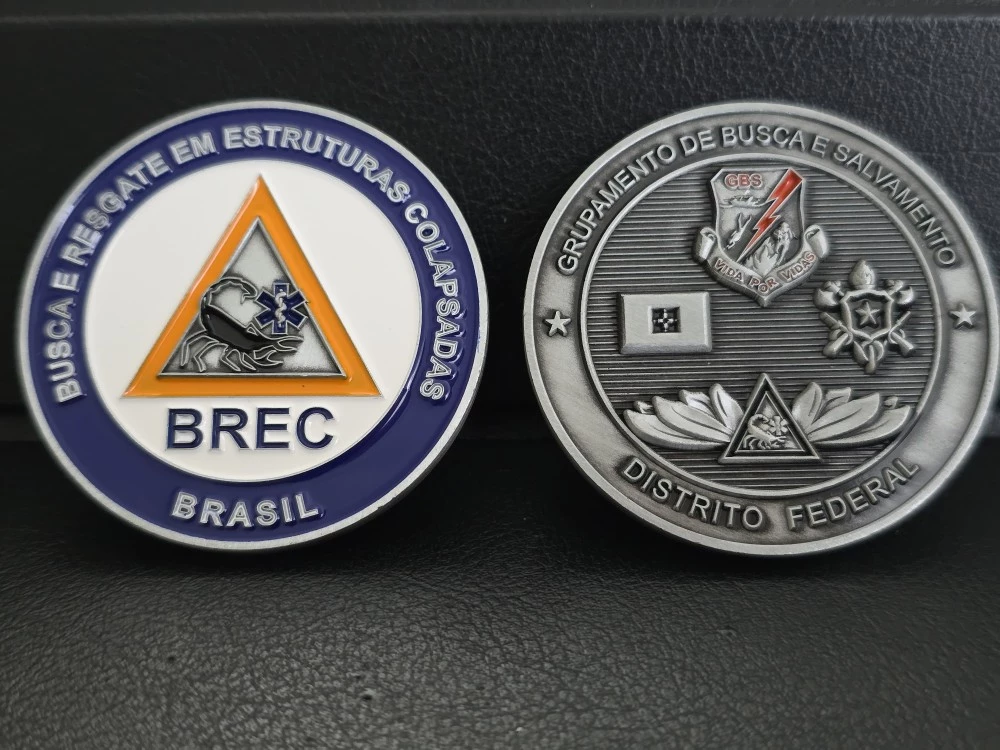 BUSCA E RESGATE EM ESTRUTURAS COLAPSADAS
BREC
BRASIL
GRUPAMENTO DE BUSCA E SALVAMENTO
GBS
VIDA POR VIDAS
DISTRITO FEDERAL